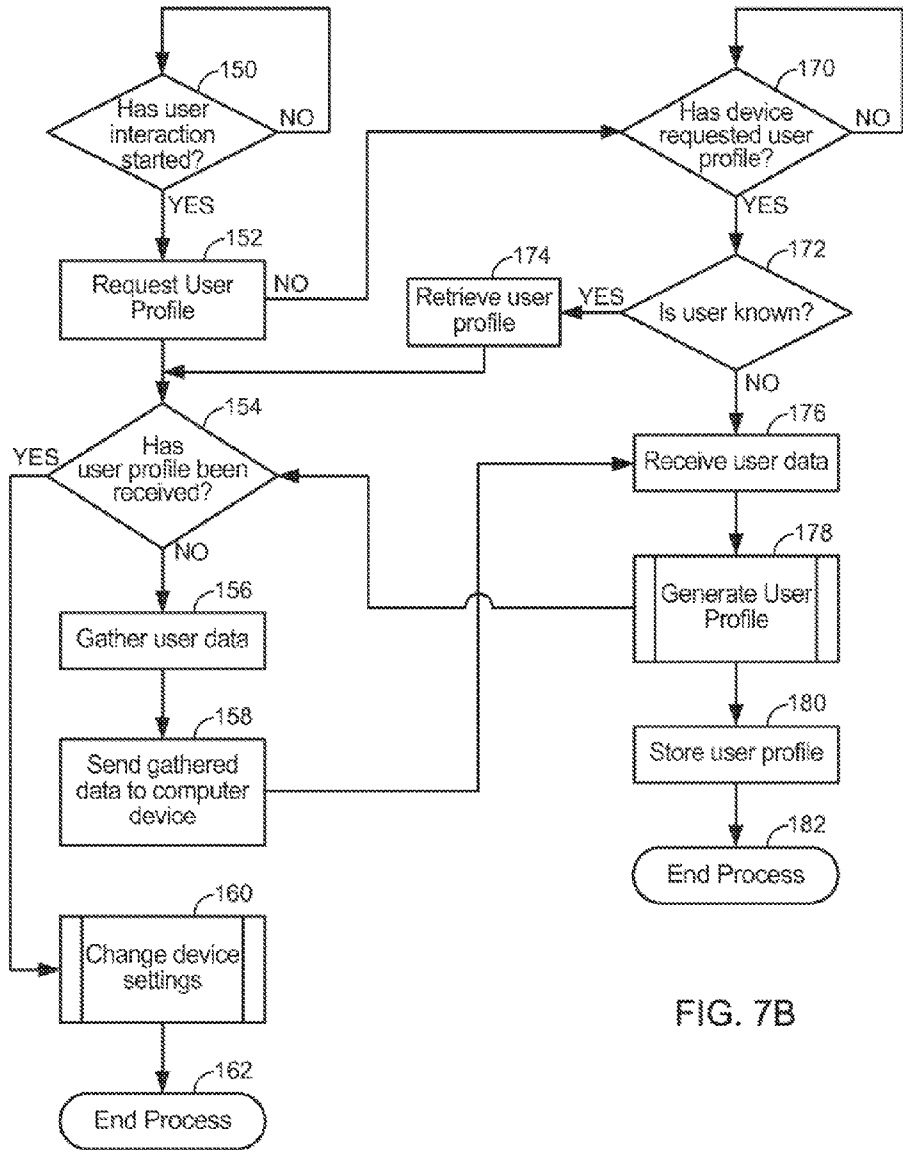 150
Has user
interaction
started?
NO
YES
152
Request User
Profile
NO
154
Has
user profile been
received?
YES
NO
156
Gather user data
158
Send gathered
data to computer
device
160
Change device
settings
162
End Process
170
Has device
requested user
profile?
NO
YES
172
Is user known?
YES
174
Retrieve user
profile
NO
176
Receive user data
178
Generate User
Profile
180
Store user profile
182
End Process
FIG. 7B